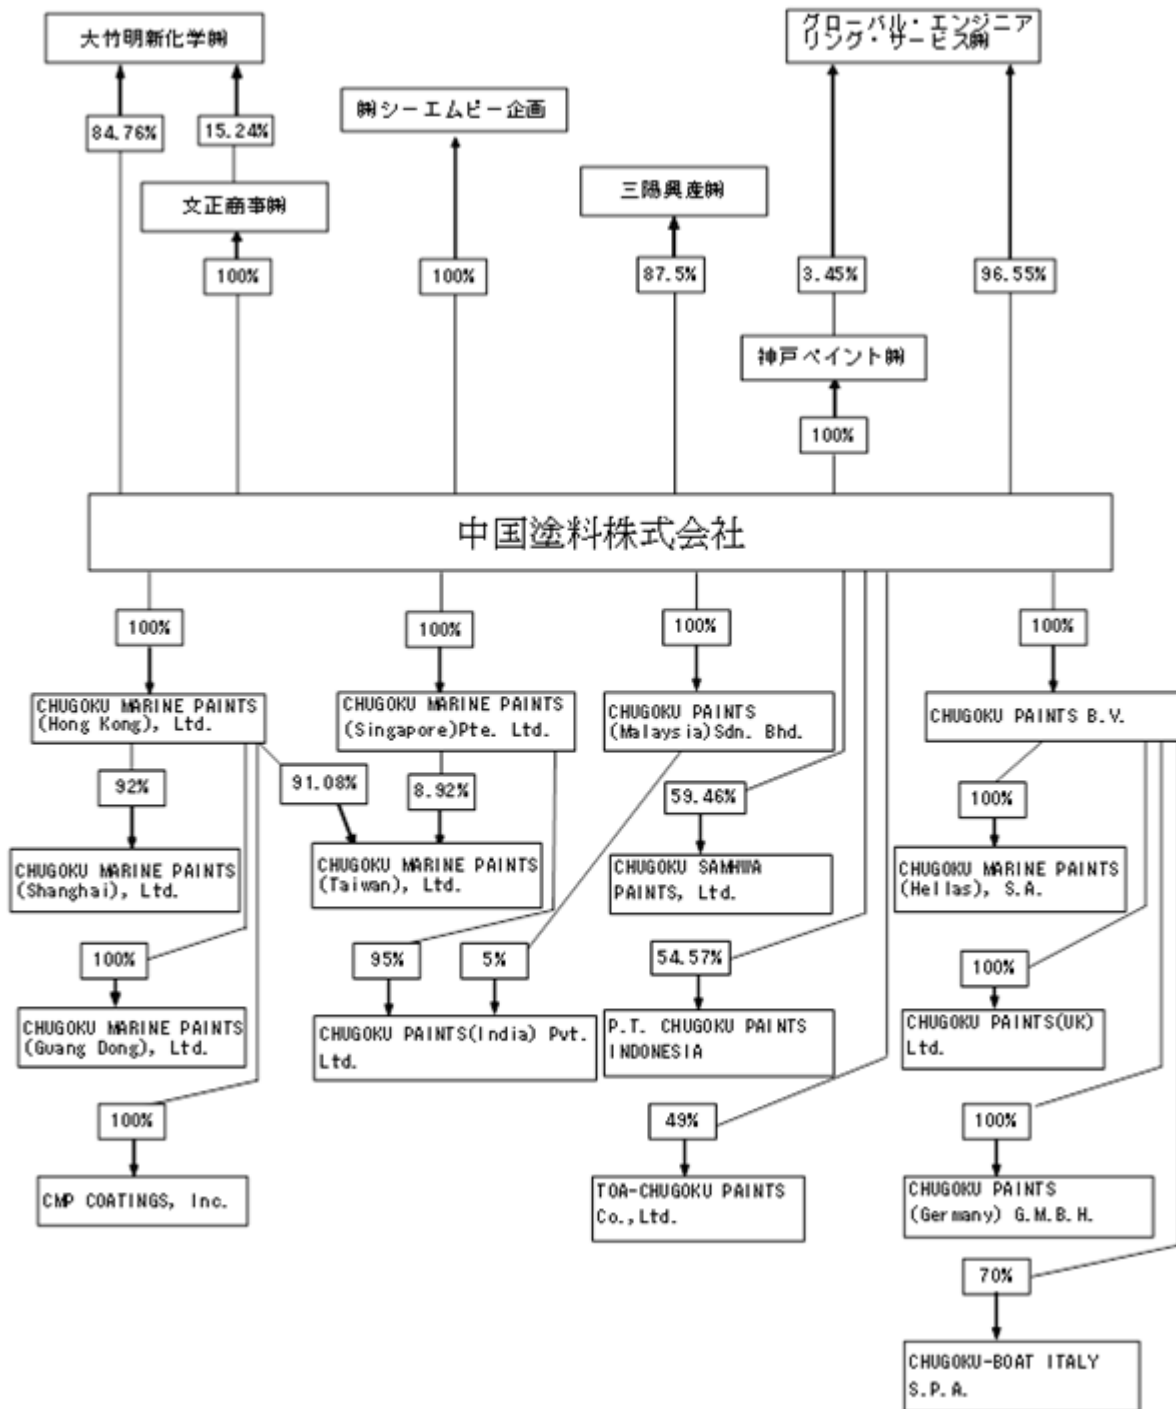 大竹明新化学㈱
グローバル・エンジニア
リング・サービス㈱
84.76%
15.24%
㈱シーエムピー企画
文正商事㈱
三陽興産㈱
100%
100%
87.5%
3.45%
96.55%
神戸ペイント㈱
100%
中国塗料株式会社
100%
100%
100%
100%
CHUGOKU MARINE PAINTS
(Hong Kong), Ltd.
CHUGOKU MARINE PAINTS
(Singapore)Pte. Ltd.
CHUGOKU PAINTS
(Malaysia)Sdn. Bhd.
CHUGOKU PAINTS B.V.
92%
91.08%
8.92%
59.46%
100%
CHUGOKU MARINE PAINTS
(Shanghai), Ltd.
CHUGOKU MARINE PAINTS
(Taiwan), Ltd.
CHUGOKU SAMHWA
PAINTS, Ltd.
CHUGOKU MARINE PAINTS
(Hellas), S.A.
100%
95%
5%
54.57%
100%
CHUGOKU MARINE PAINTS
(Guang Dong), Ltd.
CHUGOKU PAINTS(India) Pvt.
Ltd.
P.T. CHUGOKU PAINTS
INDONESIA
CHUGOKU PAINTS(UK)
Ltd.
100%
49%
100%
CMP COATINGS, Inc.
TOA-CHUGOKU PAINTS
Co.,Ltd.
CHUGOKU PAINTS
(Germany) G.M.B.H.
70%
CHUGOKU-BOAT ITALY
S.P.A.